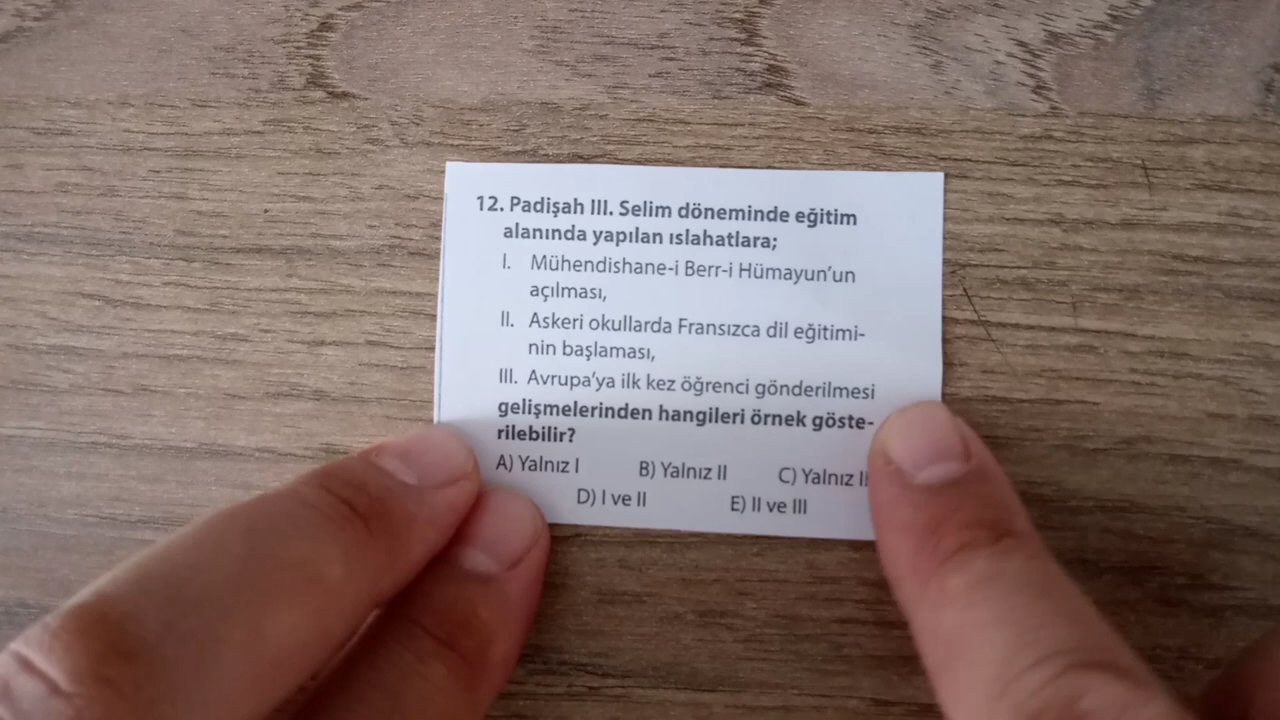 12. Padişah III. Selim döneminde eğitim
alanında yapılan ıslahatlara;
I. Mühendishane-i Berr-i Hümayun'un
açılması,
II. Askeri okullarda Fransızca dil eğitimi-
nin başlaması,
III. Avrupa'ya ilk kez öğrenci gönderilmesi
gelişmelerinden hangileri örnek göste-
rilebilir?
A) Yalnız I B) Yalnız II C) Yalnız
D) I ve II E) II ve III